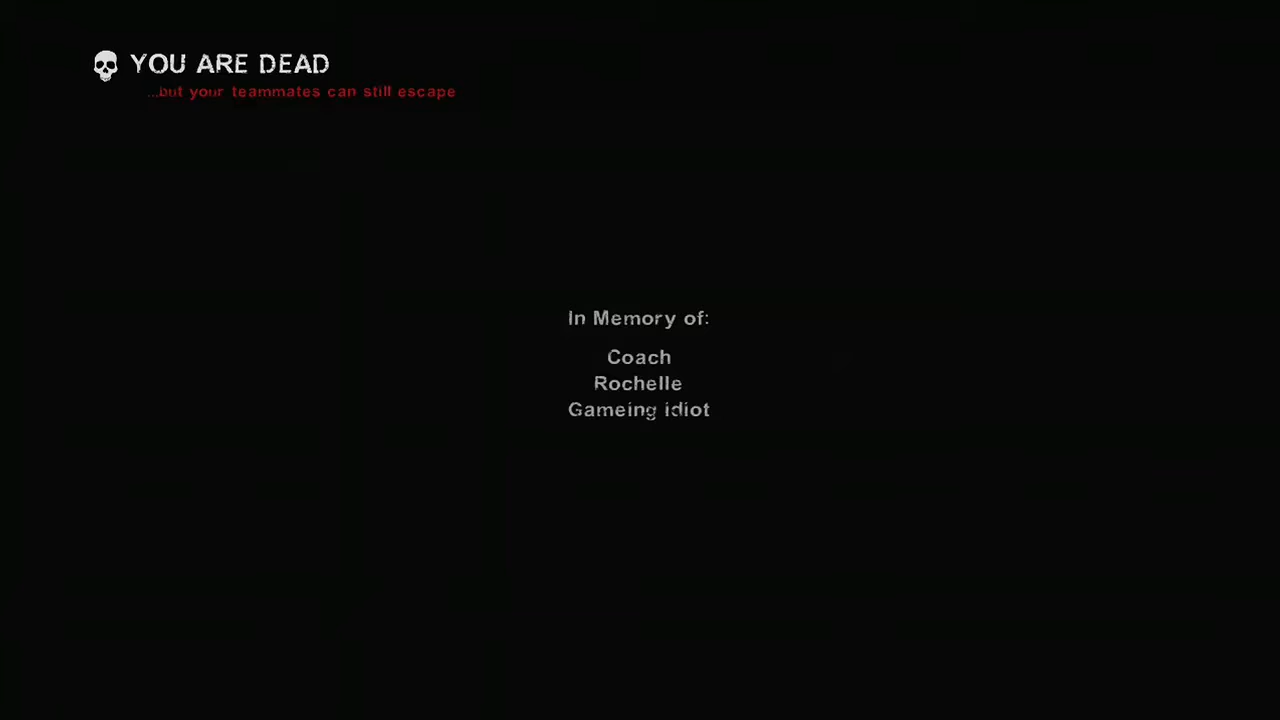 YOU ARE DEAD
...but your teammates can still escape
In Memory of:
Coach
Rochelle
Gameing idiot